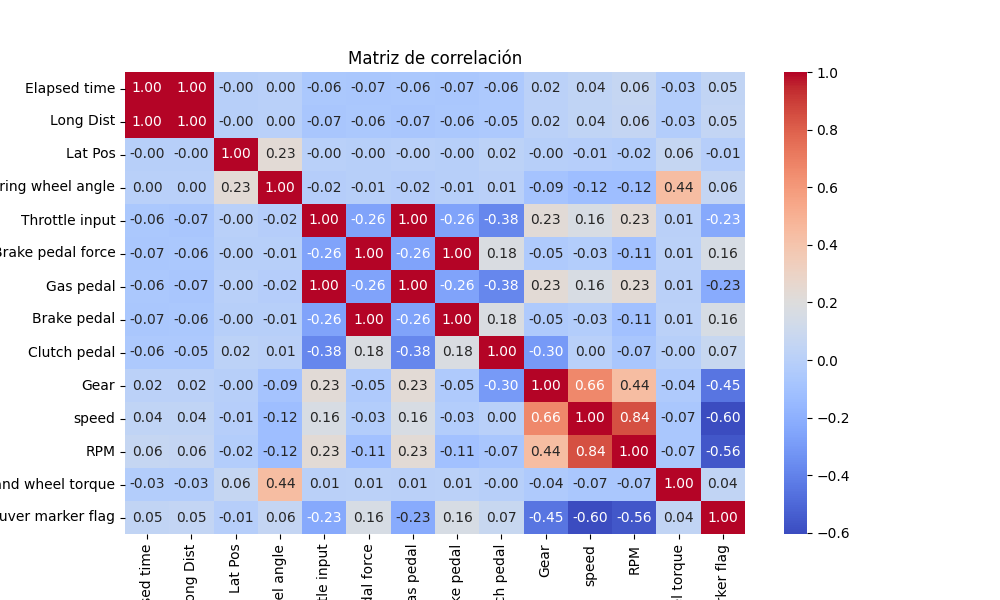 Matriz de correlación
Elapsed time 1.00 1.00 -0.00 0.00 -0.06 -0.07 -0.06 -0.07 -0.06 0.02 0.04 0.06 -0.03 0.05
Long Dist 1.00 1.00 -0.00 0.00 -0.07 -0.06 -0.07 -0.06 -0.05 0.02 0.04 0.06 -0.03 0.05
Lat Pos -0.00 -0.00 1.00 0.23 -0.00 -0.00 -0.00 -0.00 0.02 -0.00 -0.01 -0.02 0.06 -0.01
ring wheel angle 0.00 0.00 0.23 1.00 -0.02 -0.01 -0.02 -0.01 0.01 -0.09 -0.12 -0.12 0.44 0.06
Throttle input -0.06 -0.07 -0.00 -0.02 1.00 -0.26 1.00 -0.26 -0.38 0.23 0.16 0.23 0.01 -0.23
Brake pedal force -0.07 -0.06 -0.00 -0.01 -0.26 1.00 -0.26 1.00 0.18 -0.05 -0.03 -0.11 0.01 0.16
Gas pedal -0.06 -0.07 -0.00 -0.02 1.00 -0.26 1.00 -0.26 -0.38 0.23 0.16 0.23 0.01 -0.23
Brake pedal -0.07 -0.06 -0.00 -0.01 -0.26 1.00 -0.26 1.00 0.18 -0.05 -0.03 -0.11 0.01 0.16
Clutch pedal -0.06 -0.05 0.02 0.01 -0.38 0.18 -0.38 0.18 1.00 -0.30 0.00 -0.07 -0.00 0.07
Gear 0.02 0.02 -0.00 -0.09 0.23 -0.05 0.23 -0.05 -0.30 1.00 0.66 0.44 -0.04 -0.45
speed 0.04 0.04 -0.01 -0.12 0.16 -0.03 0.16 -0.03 0.00 0.66 1.00 0.84 -0.07 -0.60
RPM 0.06 0.06 -0.02 -0.12 0.23 -0.11 0.23 -0.11 -0.07 0.44 0.84 1.00 -0.07 -0.56
nd wheel torque -0.03 -0.03 0.06 0.44 0.01 0.01 0.01 0.01 -0.00 -0.04 -0.07 -0.07 1.00 0.04
uver marker flag 0.05 0.05 -0.01 0.06 -0.23 0.16 -0.23 0.16 0.07 -0.45 -0.60 -0.56 0.04 1.00
sed time
ong Dist
Lat Pos
el angle
tle input
dal force
as pedal
ke pedal
ch pedal
Gear
speed
RPM
l torque
rker flag
1.0
0.8
0.6
0.4
0.2
0.0
−0.2
−0.4
−0.6